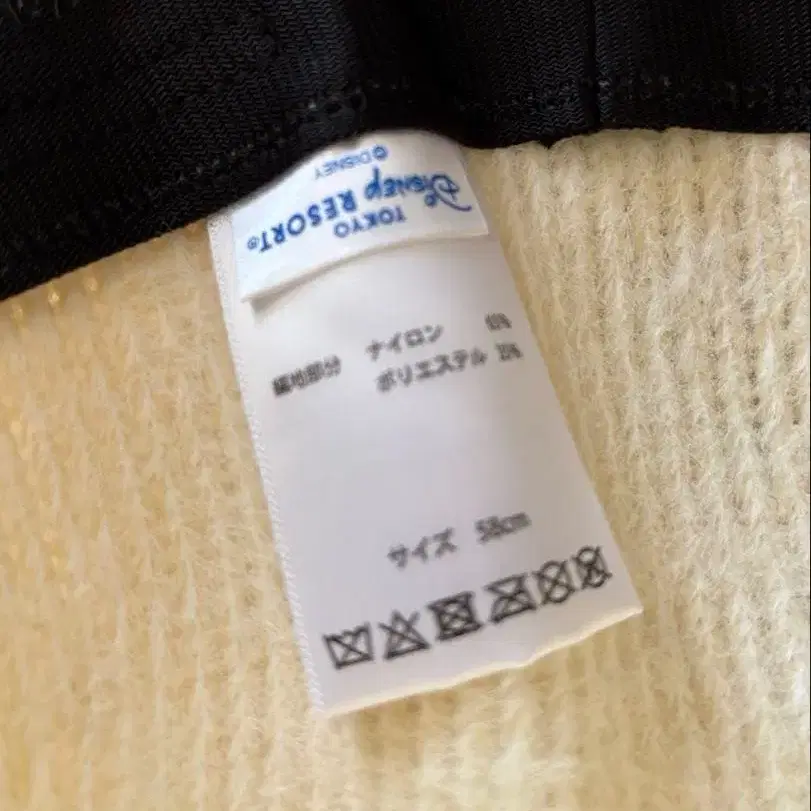 TOKYO
DISNEY RESORT®
© DISNEY
編地部分 ナイロン
ポリエステル
サイズ 58cm